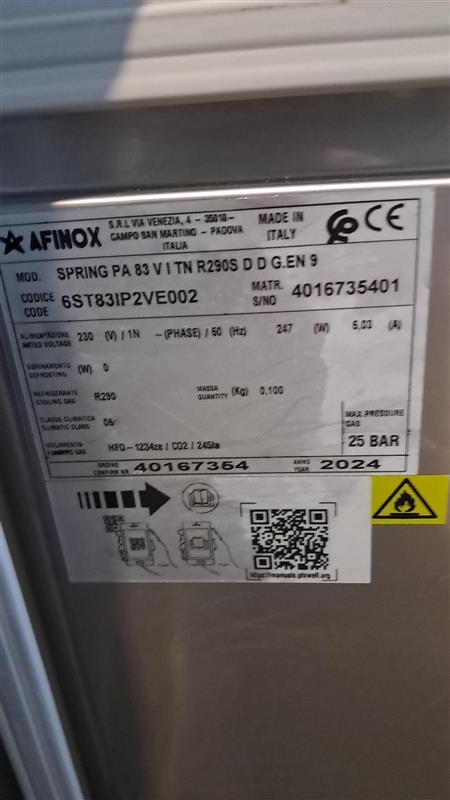 AFINOX
S.R.L VIA VENEZIA, 4 - 35010 -
CAMPO SAN MARTINO - PADOVA
ITALIA
MADE IN
ITALY
CE
MOD. SPRING PA 83 V I TN R290S D D G.EN 9
CODICE
CODE 6ST83IP2VE002
MATR.
S/NO 4016735401
ALIMENTAZIONE
RATED VOLTAGE 230 (V) / 1N ~(PHASE) / 50 (Hz) 247 (W) (A)
SBRINAMENTO
DEFROSTING (W) 0
REFRIGERANTE
COOLING GAS R290
MASSA
QUANTITY (Kg) 0,100
CLASSE CLIMATICA
CLIMATIC CLASS 05
MAX. PRESSURE
GAS
25 BAR
ISOLAMENTO
FOAMING GAS HFO-1234ze / CO2 / 245fa
ORDINE
CONFIRM NR 40167354
ANNO
YEAR 2024